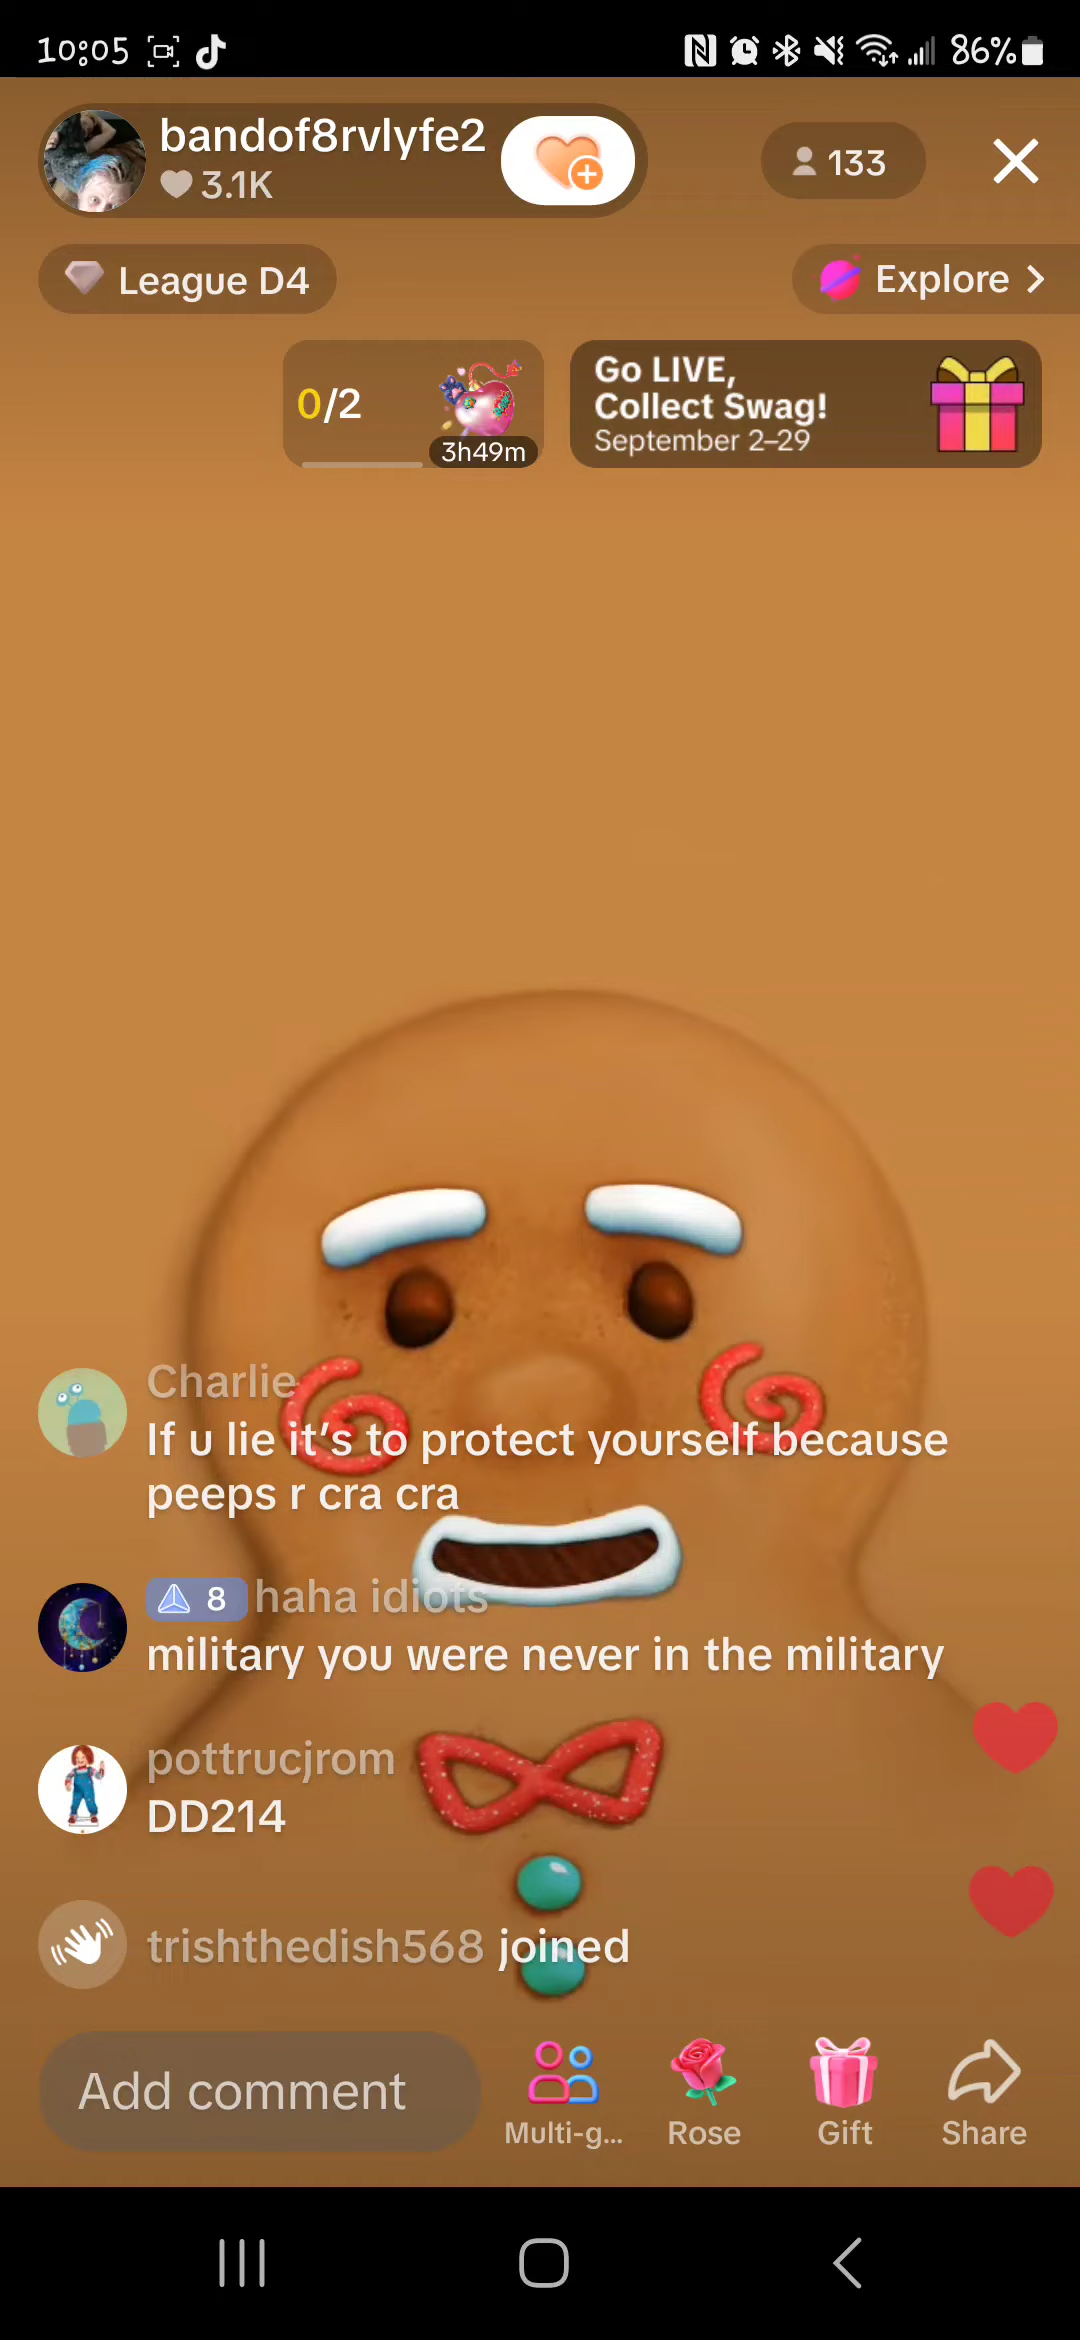 10:05
86%
bandof8rvlyfe2
3.1K
133
League D4
Explore
0/2
3h49m
Go LIVE,
Collect Swag!
September 2–29
Charlie
If u lie it's to protect yourself because
peeps r cra cra
8 haha idiots
military you were never in the military
pottrucjrom
DD214
trishthedish568 joined
Add comment
Multi-g...
Rose
Gift
Share